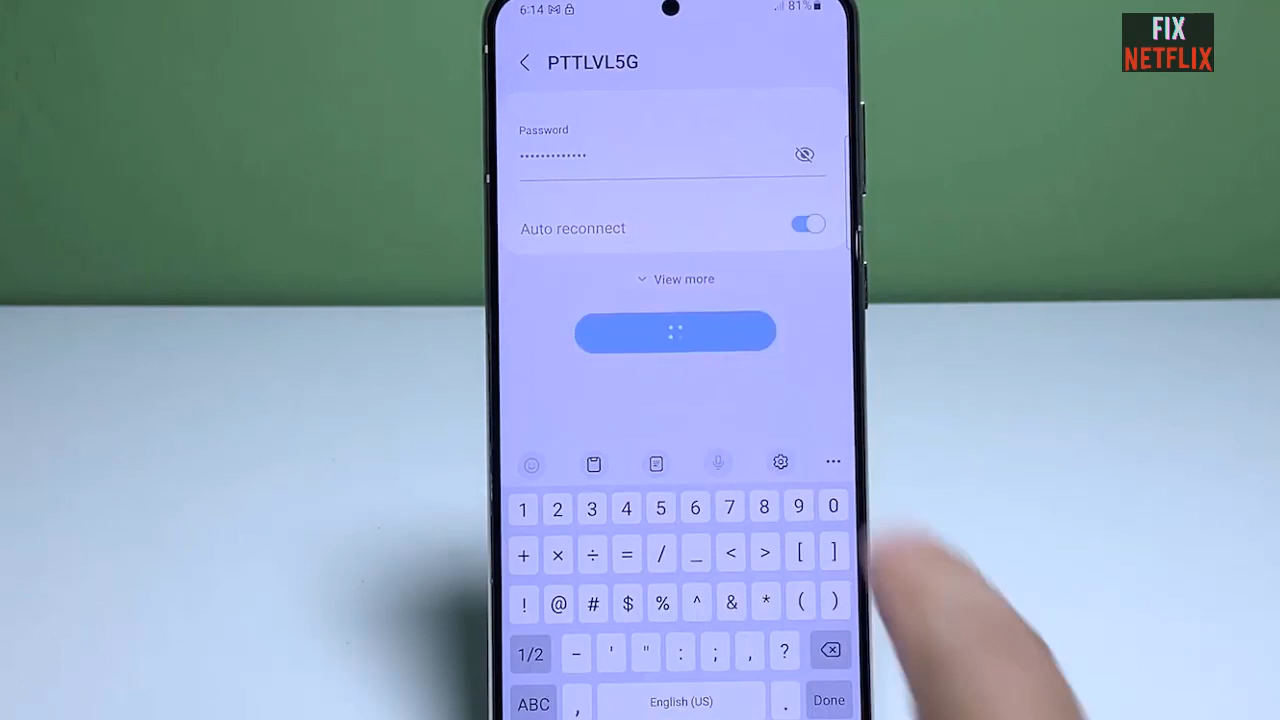 FIX
NETFLIX
6:14 81%
PTTLVL5G
Password
•••••••••••••
Auto reconnect
View more
1 2 3 4 5 6 7 8 9 0
+ × ÷ = / _ < > [ ]
! @ # $ % ^ & * ( )
1/2 - ' " : ; , ?
ABC , English (US) . Done